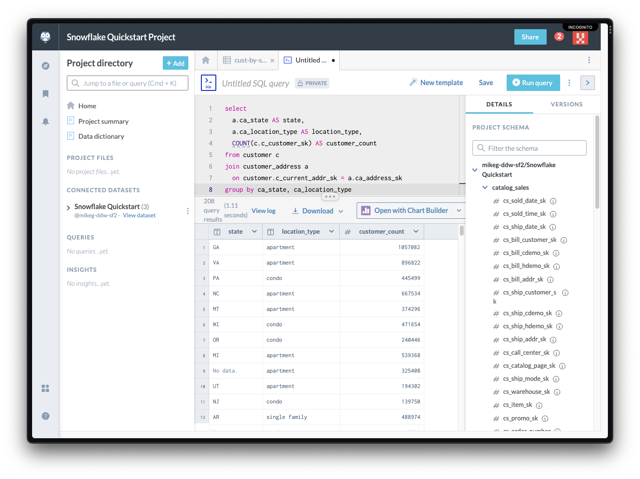 INCOGNITO
Snowflake Quickstart Project
Share
2
Project directory
+ Add
Jump to a file or query (Cmd + K)
Home
Project summary
Data dictionary
PROJECT FILES
No project files...yet.
CONNECTED DATASETS
Snowflake Quickstart (3)
@mikeg-ddw-sf2 · View dataset
QUERIES
No queries...yet.
INSIGHTS
No insights...yet.
cust-by-s... ×
Untitled ... •
SQL
Untitled SQL query
PRIVATE
New template
Save
Run query
1 select
2 a.ca_state AS state,
3 a.ca_location_type AS location_type,
4 COUNT(c.c_customer_sk) AS customer_count
5 from customer c
6 join customer_address a
7 on customer.c_current_addr_sk = a.ca_address_sk
8 group by ca_state, ca_location_type
208 query results
(1.11 seconds)
View log
Download
Open with Chart Builder
state location_type # customer_count
1 GA apartment 1057082
2 VA apartment 896822
3 PA condo 445499
4 NC apartment 667534
5 MT apartment 374296
6 WI condo 471654
7 OR condo 240446
8 MI apartment 539368
9 No data. apartment 325408
10 UT apartment 194302
11 NJ condo 139750
12 AR single family 488974
DETAILS
VERSIONS
PROJECT SCHEMA
Filter the schema
mikeg-ddw-sf2/Snowflake
Quickstart
catalog_sales
# cs_sold_date_sk
# cs_sold_time_sk
# cs_ship_date_sk
# cs_bill_customer_sk
# cs_bill_cdemo_sk
# cs_bill_hdemo_sk
# cs_bill_addr_sk
# cs_ship_customer_s
k
# cs_ship_cdemo_sk
# cs_ship_hdemo_sk
# cs_ship_addr_sk
# cs_call_center_sk
# cs_catalog_page_sk
# cs_ship_mode_sk
# cs_warehouse_sk
# cs_item_sk
# cs_promo_sk